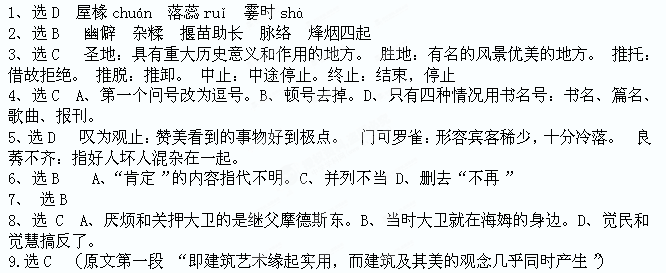 1、选D　屋椽chuán　落蕊ruǐ　霎时shà
2、选B　　幽僻　杂糅　揠苗助长　脉络　烽烟四起
3、选C　　圣地：具有重大历史意义和作用的地方。　胜地：有名的风景优美的地方。　推托：
借故拒绝。　推脱：推卸。　中止：中途停止。终止：结束，停止
4、选C　A、第一个问号改为逗号。B、顿号去掉。D、只有四种情况用书名号：书名、篇名、
歌曲、报刊。
5、选D　　叹为观止：赞美看到的事物好到极点。　门可罗雀：形容宾客稀少，十分冷落。　良
莠不齐：指好人坏人混杂在一起。
6、选B　　A、“肯定”的内容指代不明。C、并列不当 D、删去“不再”
7、 选B
8、选 C　A、厌烦和关押大卫的是继父摩德斯东。B、当时大卫就在海姆的身边。D、觉民和
觉慧搞反了。
9.选C　（原文第一段 “即建筑艺术缘起实用，而建筑及其美的观念几乎同时产生”）